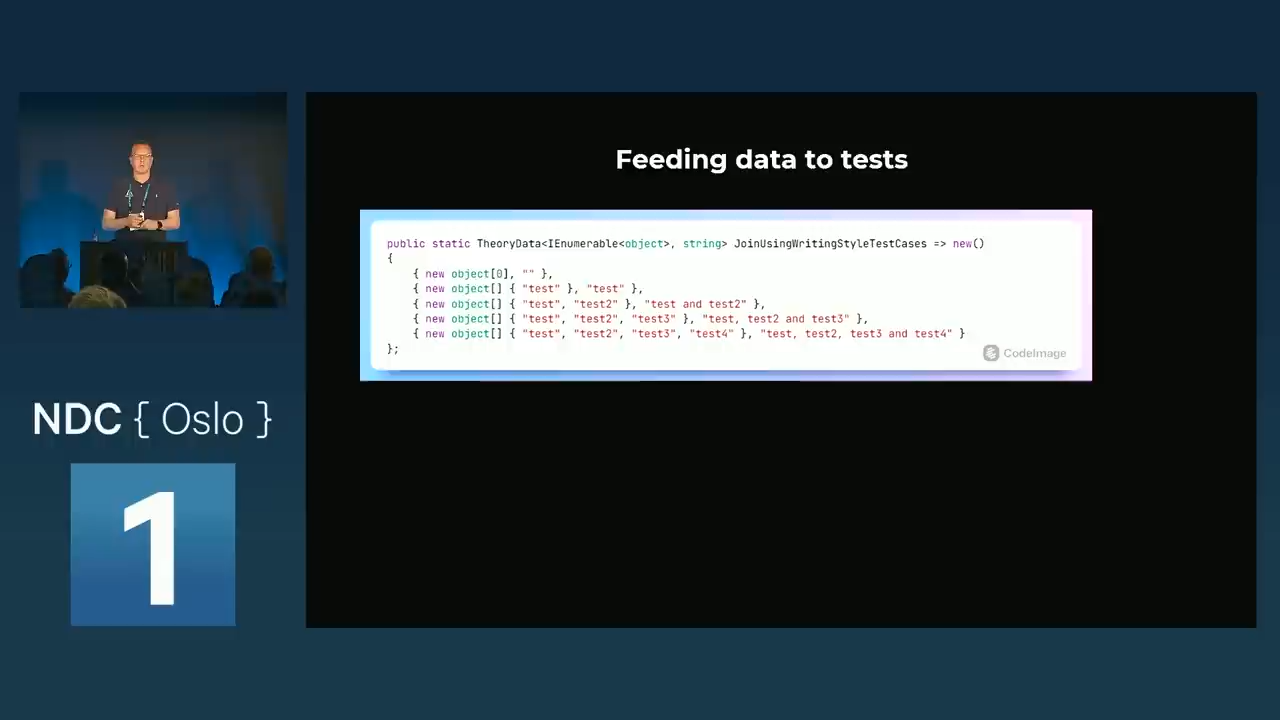 Feeding data to tests
public static TheoryData<IEnumerable<object>, string> JoinUsingWritingStyleTestCases => new()
{
{ new object[0], "" },
{ new object[] { "test" }, "test" },
{ new object[] { "test", "test2" }, "test and test2" },
{ new object[] { "test", "test2", "test3" }, "test, test2 and test3" },
{ new object[] { "test", "test2", "test3", "test4" }, "test, test2, test3 and test4" }
};
CodeImage
NDC { Oslo }
1